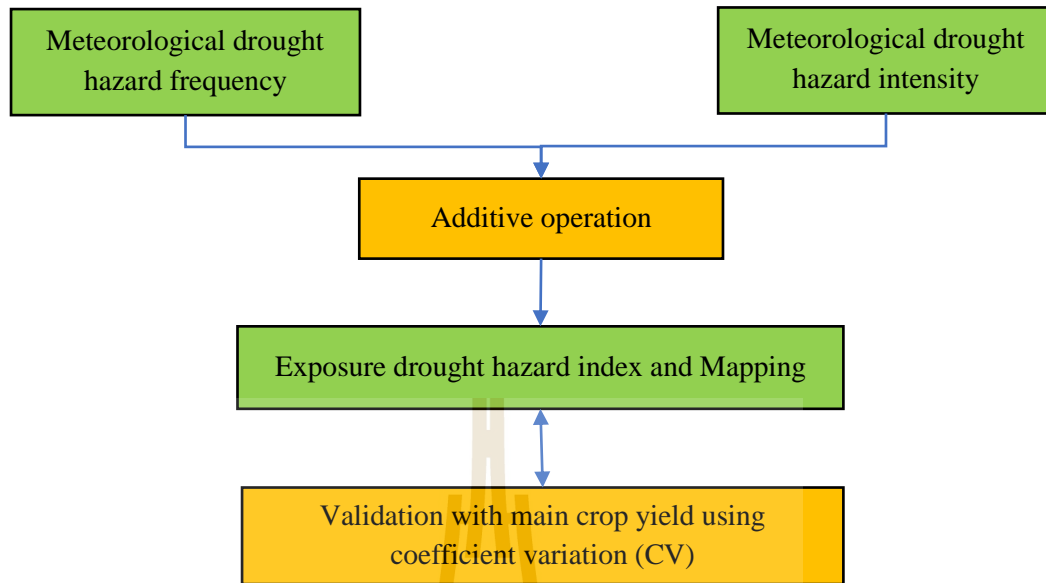 Meteorological drought
hazard frequency
Meteorological drought
hazard intensity
Additive operation
Exposure drought hazard index and Mapping
Validation with main crop yield using
coefficient variation (CV)